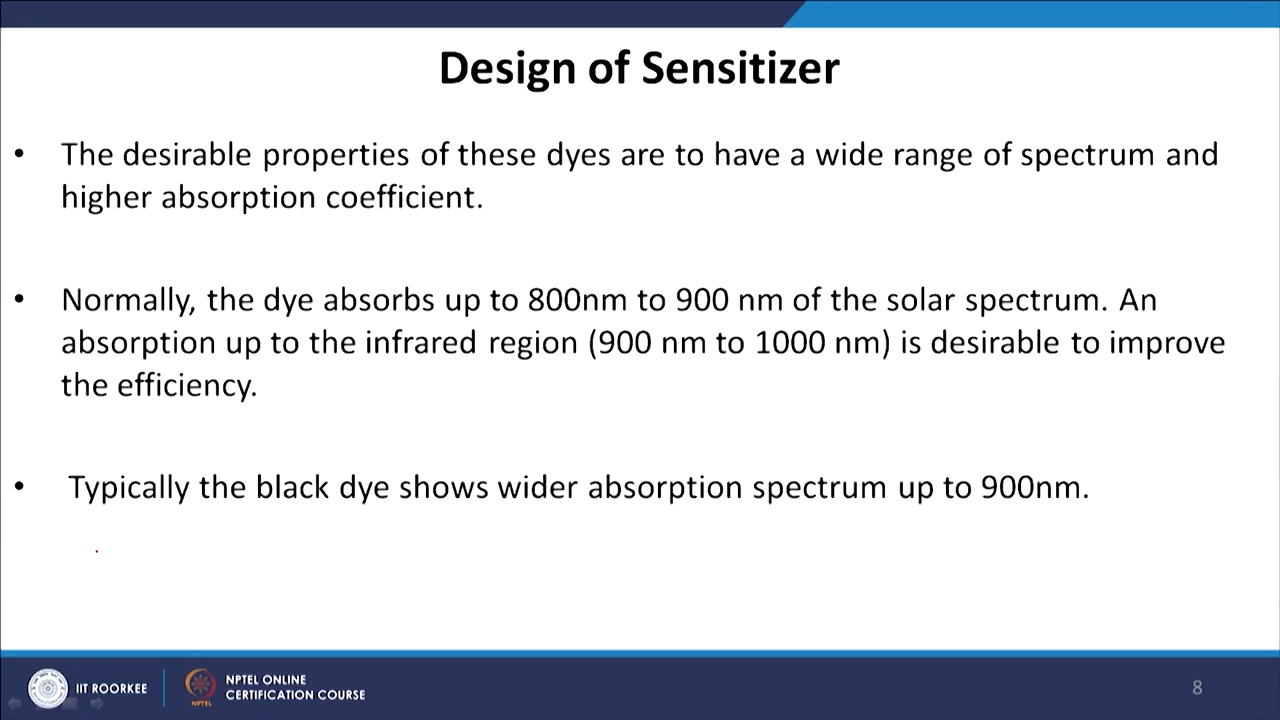 Design of Sensitizer
• The desirable properties of these dyes are to have a wide range of spectrum and
higher absorption coefficient.
• Normally, the dye absorbs up to 800nm to 900 nm of the solar spectrum. An
absorption up to the infrared region (900 nm to 1000 nm) is desirable to improve
the efficiency.
• Typically the black dye shows wider absorption spectrum up to 900nm.
IIT ROORKEE
NPTEL
NPTEL ONLINE
CERTIFICATION COURSE
8